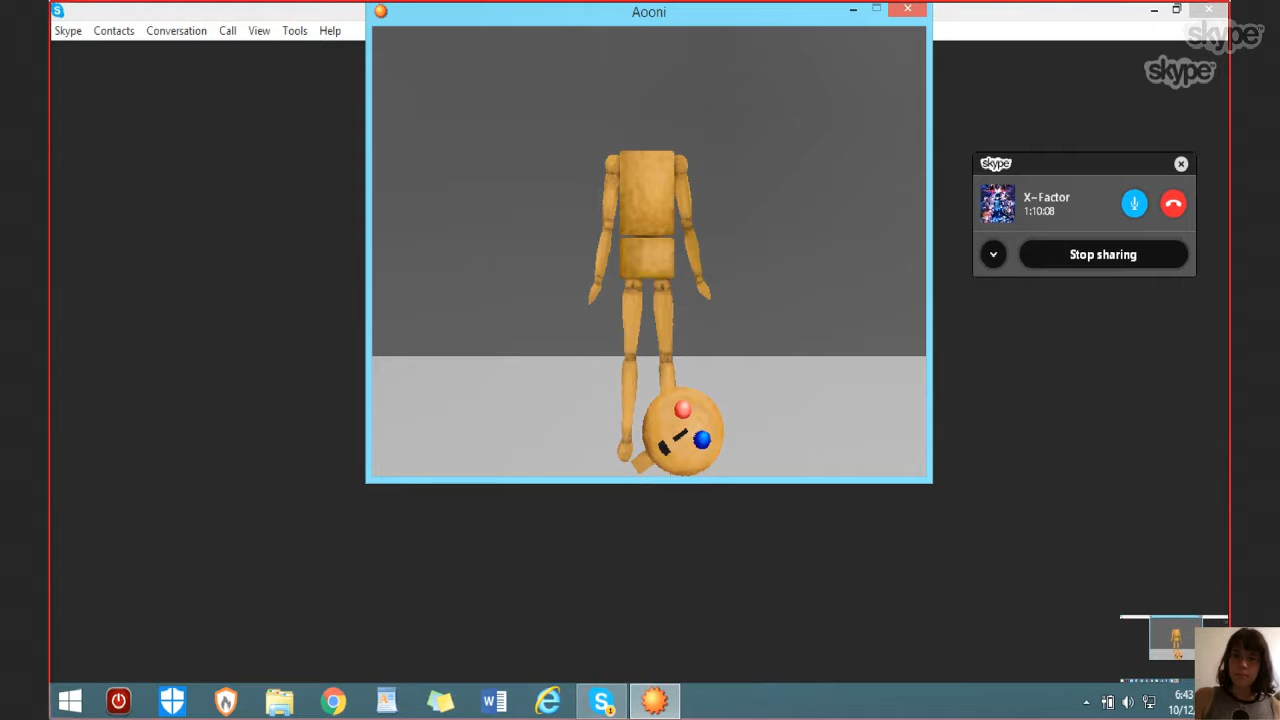 Aooni
Skype Contacts Conversation Call View Tools Help
skype
skype
skype
X-Factor
1:10:08
Stop sharing
6:43
10/12,